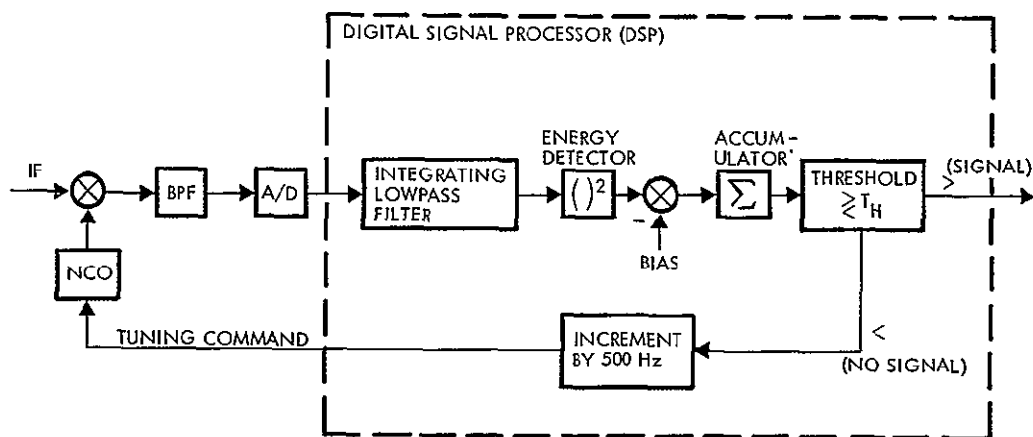 DIGITAL SIGNAL PROCESSOR (DSP)
ENERGY
DETECTOR
ACCUM-
ULATOR
(SIGNAL)
>
IF
BPF
A/D
INTEGRATING
LOWPASS
FILTER
( )²
Σ
THRESHOLD
≷ T_H
−
BIAS
NCO
TUNING COMMAND
INCREMENT
BY 500 Hz
<
(NO SIGNAL)